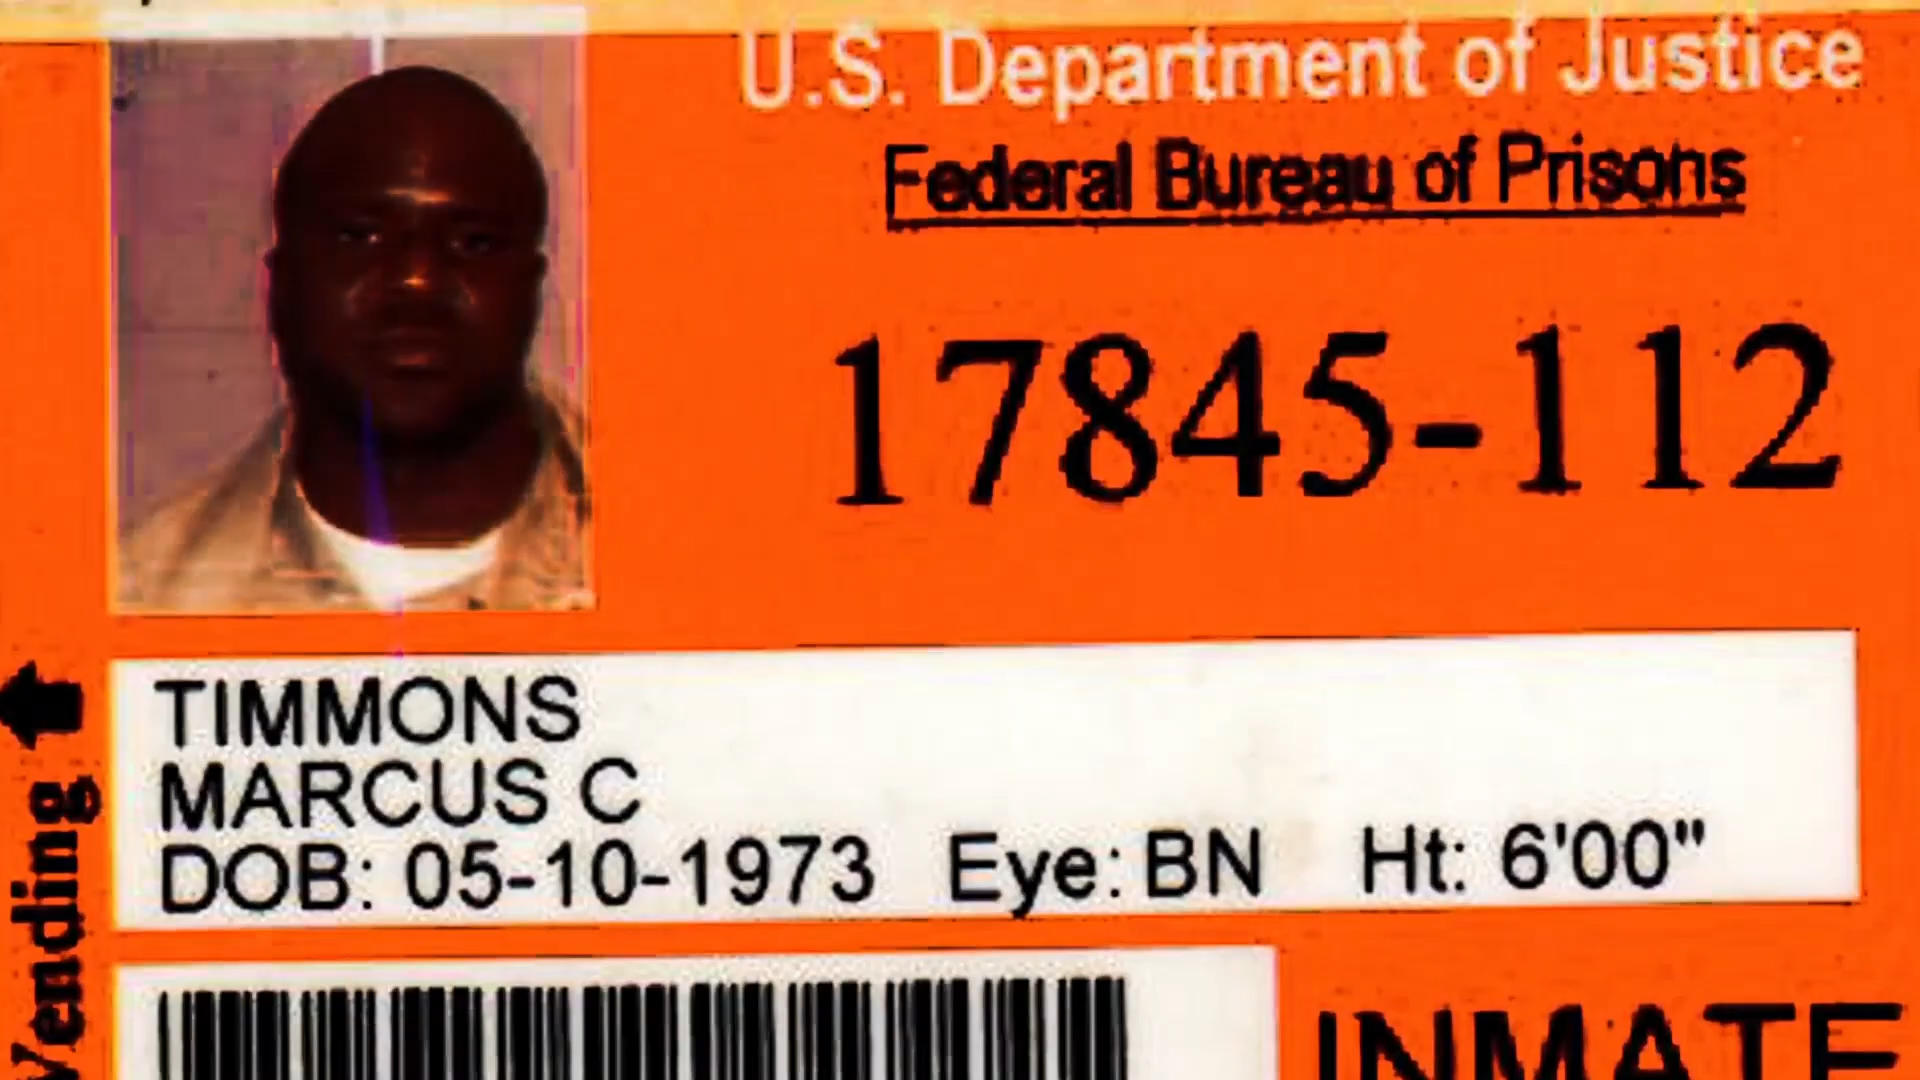 U.S. Department of Justice
Federal Bureau of Prisons
17845-112
TIMMONS
MARCUS C
DOB: 05-10-1973 Eye: BN Ht: 6'00"
Vending
INMATE